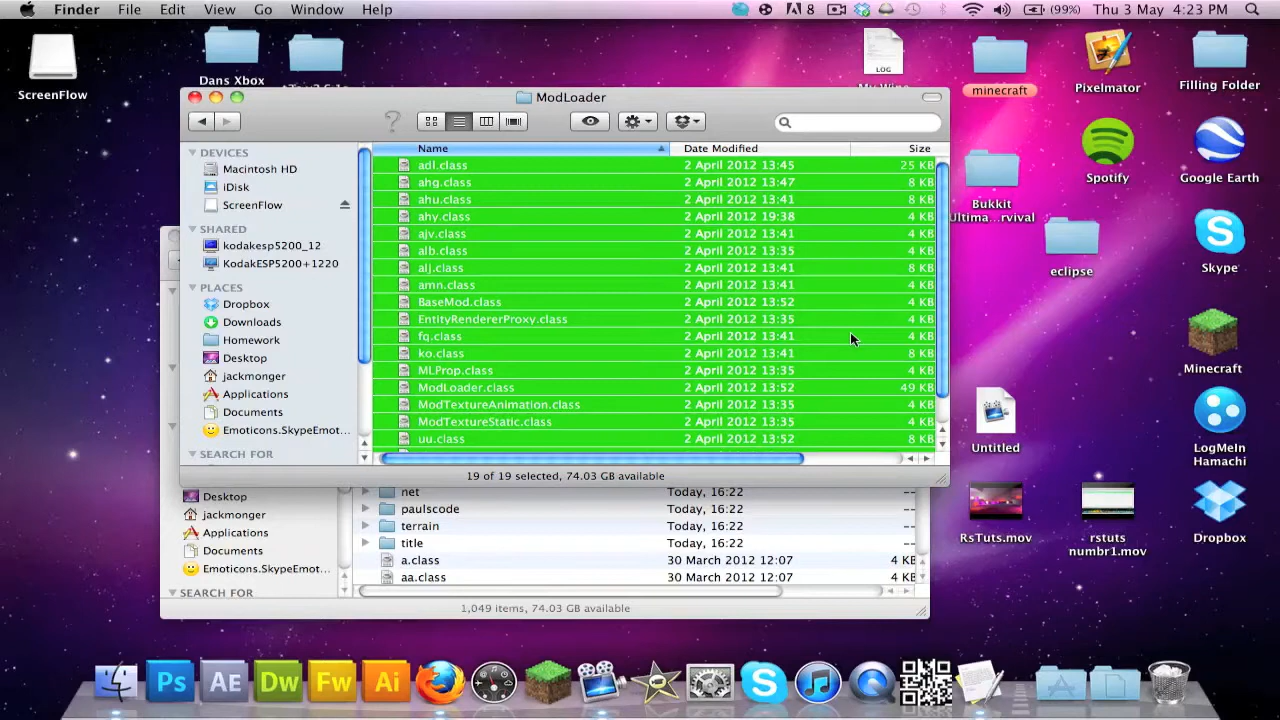 Finder File Edit View Go Window Help 8 (99%) Thu 3 May 4:23 PM
ScreenFlow
Dans Xbox
LOG
minecraft
Pixelmator
Filling Folder
ModLoader
Name Date Modified Size
DEVICES
Macintosh HD
iDisk
ScreenFlow
SHARED
kodakesp5200_12
KodakESP5200+1220
PLACES
Dropbox
Downloads
Homework
Desktop
jackmonger
Applications
Documents
Emoticons.SkypeEmot...
SEARCH FOR
adl.class 2 April 2012 13:45 25 KB
ahg.class 2 April 2012 13:47 8 KB
ahu.class 2 April 2012 13:41 8 KB
ahy.class 2 April 2012 19:38 4 KB
ajv.class 2 April 2012 13:41 4 KB
alb.class 2 April 2012 13:35 4 KB
alj.class 2 April 2012 13:41 8 KB
amn.class 2 April 2012 13:41 4 KB
BaseMod.class 2 April 2012 13:52 4 KB
EntityRendererProxy.class 2 April 2012 13:35 4 KB
fq.class 2 April 2012 13:41 4 KB
ko.class 2 April 2012 13:41 8 KB
MLProp.class 2 April 2012 13:35 4 KB
ModLoader.class 2 April 2012 13:52 49 KB
ModTextureAnimation.class 2 April 2012 13:35 4 KB
ModTextureStatic.class 2 April 2012 13:35 4 KB
uu.class 2 April 2012 13:52 8 KB
19 of 19 selected, 74.03 GB available
Desktop
jackmonger
Applications
Documents
Emoticons.SkypeEmot...
SEARCH FOR
net Today, 16:22 --
paulscode Today, 16:22 --
terrain Today, 16:22 --
title Today, 16:22 --
a.class 30 March 2012 12:07 4 KB
aa.class 30 March 2012 12:07 4 KB
1,049 items, 74.03 GB available
Spotify
Google Earth
Bukkit
Ultima...rvival
eclipse
Skype
Minecraft
Untitled
LogMeIn
Hamachi
RsTuts.mov
rstuts
numbr1.mov
Dropbox
Ps AE Dw Fw Ai